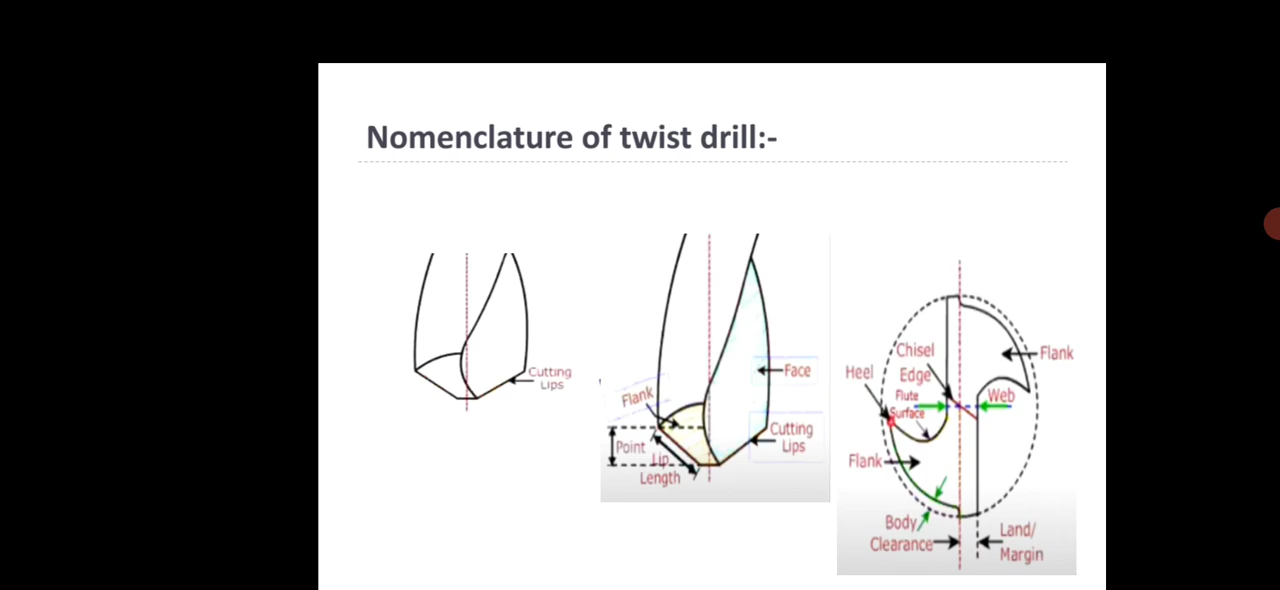 Nomenclature of twist drill:-
Cutting
Lips
Flank
Face
Point
Lip
Length
Cutting
Lips
Chisel
Edge
Heel
Flute
Surface
Flank
Web
Flank
Body
Clearance
Land/
Margin